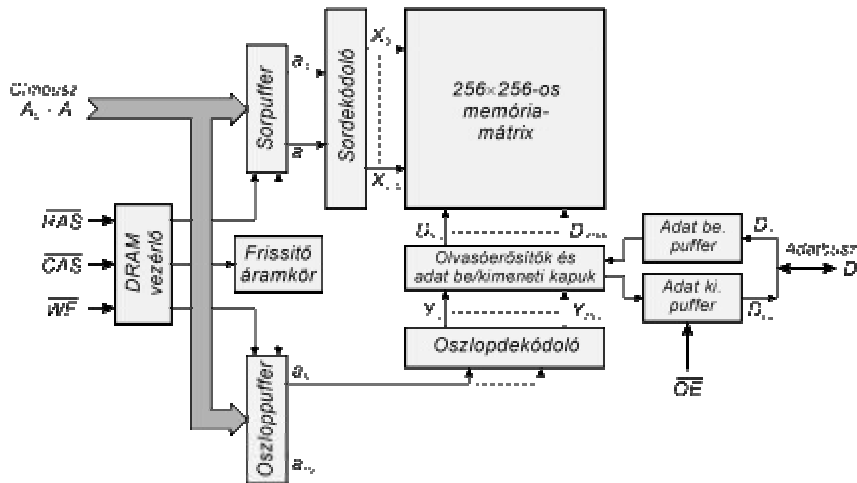 Címbusz
Sorpuffer
Sordekódoló
256×256-os
memória-
mátrix
RAS
CAS
WE
DRAM
vezérlő
Frissítő
áramkör
Olvasóerősítők és
adat be/kimeneti kapuk
Adat be.
puffer
Adat ki.
puffer
Adatbusz
D
OE
Oszlopdekódoló
Oszloppuffer